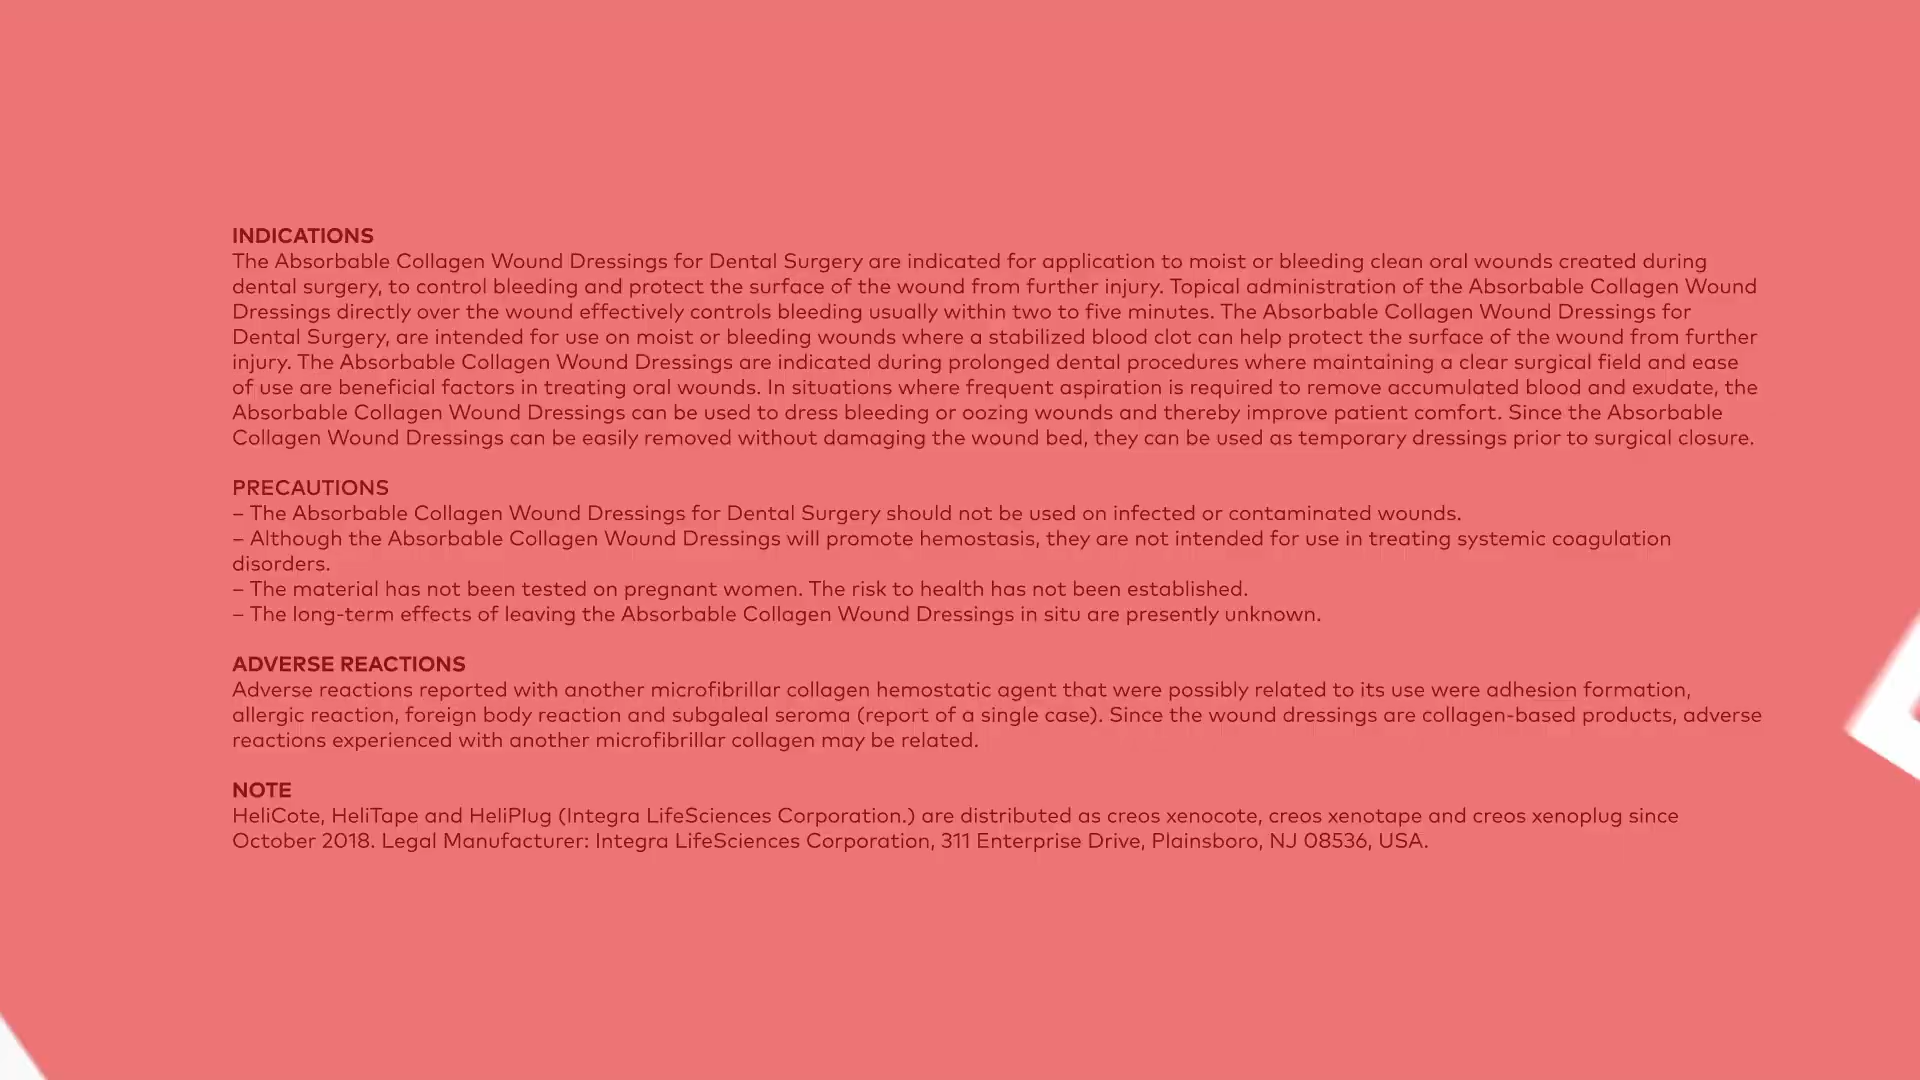 INDICATIONS
The Absorbable Collagen Wound Dressings for Dental Surgery are indicated for application to moist or bleeding clean oral wounds created during
dental surgery, to control bleeding and protect the surface of the wound from further injury. Topical administration of the Absorbable Collagen Wound
Dressings directly over the wound effectively controls bleeding usually within two to five minutes. The Absorbable Collagen Wound Dressings for
Dental Surgery, are intended for use on moist or bleeding wounds where a stabilized blood clot can help protect the surface of the wound from further
injury. The Absorbable Collagen Wound Dressings are indicated during prolonged dental procedures where maintaining a clear surgical field and ease
of use are beneficial factors in treating oral wounds. In situations where frequent aspiration is required to remove accumulated blood and exudate, the
Absorbable Collagen Wound Dressings can be used to dress bleeding or oozing wounds and thereby improve patient comfort. Since the Absorbable
Collagen Wound Dressings can be easily removed without damaging the wound bed, they can be used as temporary dressings prior to surgical closure.
PRECAUTIONS
– The Absorbable Collagen Wound Dressings for Dental Surgery should not be used on infected or contaminated wounds.
– Although the Absorbable Collagen Wound Dressings will promote hemostasis, they are not intended for use in treating systemic coagulation
disorders.
– The material has not been tested on pregnant women. The risk to health has not been established.
– The long-term effects of leaving the Absorbable Collagen Wound Dressings in situ are presently unknown.
ADVERSE REACTIONS
Adverse reactions reported with another microfibrillar collagen hemostatic agent that were possibly related to its use were adhesion formation,
allergic reaction, foreign body reaction and subgaleal seroma (report of a single case). Since the wound dressings are collagen-based products, adverse
reactions experienced with another microfibrillar collagen may be related.
NOTE
HeliCote, HeliTape and HeliPlug (Integra LifeSciences Corporation.) are distributed as creos xenocote, creos xenotape and creos xenoplug since
October 2018. Legal Manufacturer: Integra LifeSciences Corporation, 311 Enterprise Drive, Plainsboro, NJ 08536, USA.